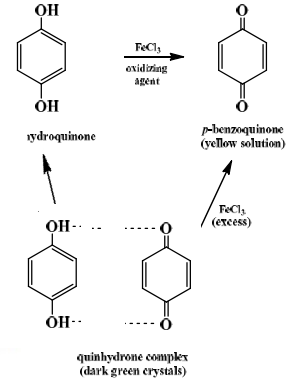 OH
O
FeCl3
oxidizing
agent
OH
O
ydroquinone
p-benzoquinone
(yellow solution)
FeCl3
(excess)
OH
O
OH
O
quinhydrone complex
(dark green crystals)